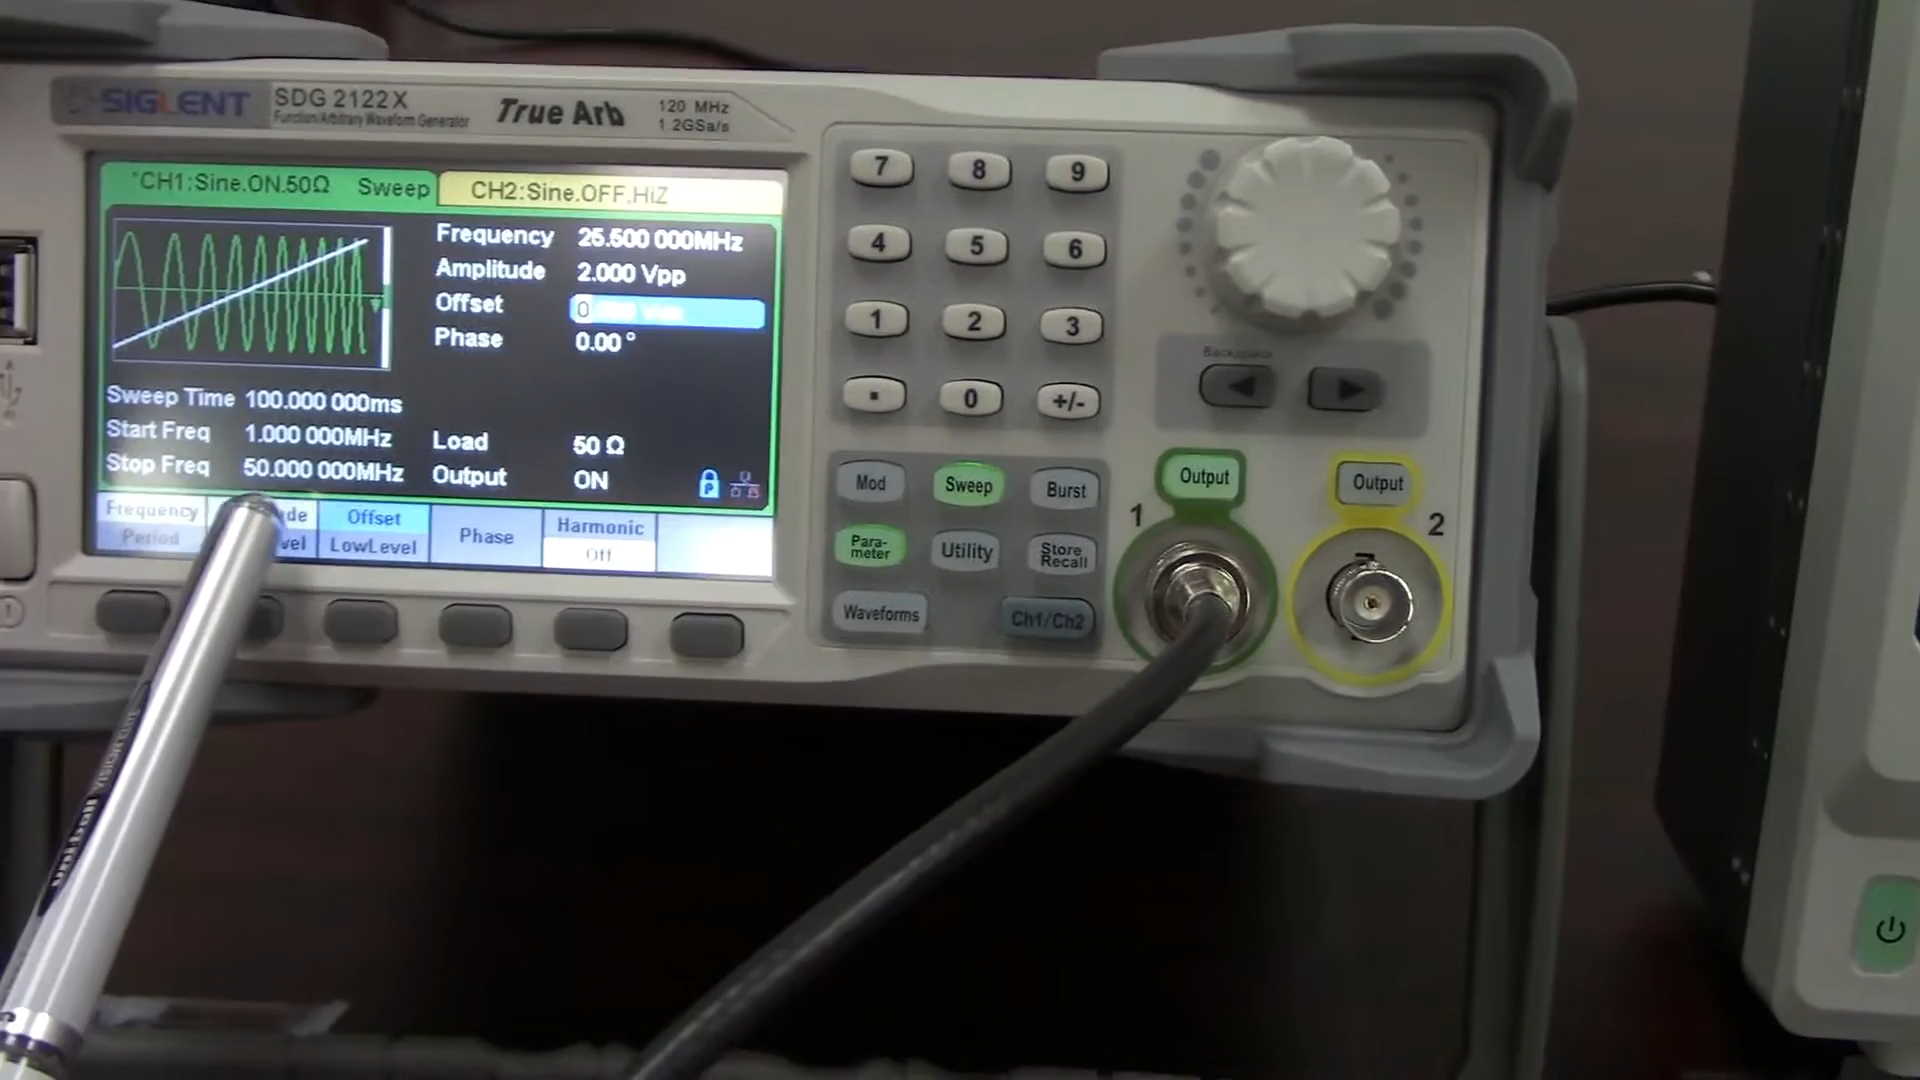 SIGLENT
SDG 2122X
Function/Arbitrary Waveform Generator
True Arb
120 MHz
1.2GSa/s
*CH1:Sine.ON.50Ω Sweep
CH2:Sine.OFF.HiZ
Frequency 25.500 000MHz
Amplitude 2.000 Vpp
Offset 0
Phase 0.00 °
Sweep Time 100.000 000ms
Start Freq 1.000 000MHz
Stop Freq 50.000 000MHz
Load 50 Ω
Output ON
P
Frequency
Period
Offset
LowLevel
Phase
Harmonic
Off
7 8 9
4 5 6
1 2 3
. 0 +/-
Backspace
Mod Sweep Burst
Para-
meter
Utility
Store
Recall
Waveforms Ch1/Ch2
Output
1
Output
2